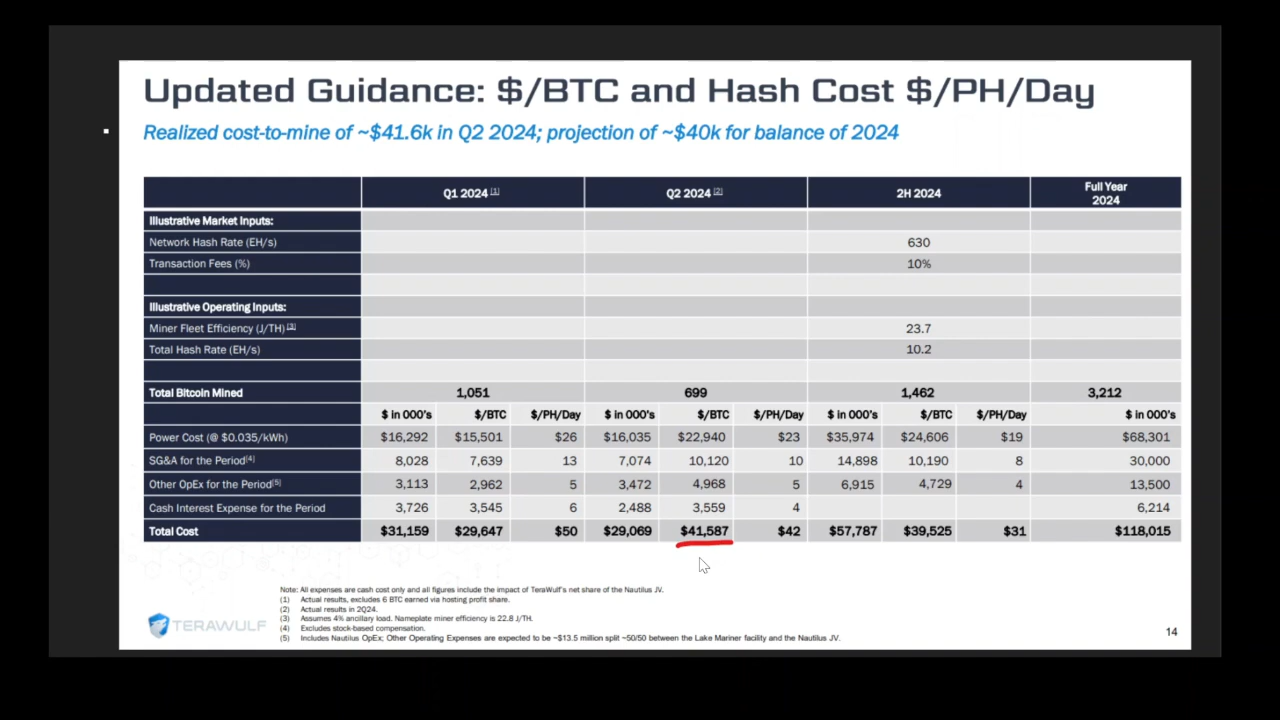 Updated Guidance: $/BTC and Hash Cost $/PH/Day
Realized cost-to-mine of ~$41.6k in Q2 2024; projection of ~$40k for balance of 2024
Q1 2024 [1] Q2 2024 [2] 2H 2024 Full Year 2024
Illustrative Market Inputs:
Network Hash Rate (EH/s) 630
Transaction Fees (%) 10%
Illustrative Operating Inputs:
Miner Fleet Efficiency (J/TH) [3] 23.7
Total Hash Rate (EH/s) 10.2
Total Bitcoin Mined 1,051 699 1,462 3,212
$ in 000's $/BTC $/PH/Day $ in 000's $/BTC $/PH/Day $ in 000's $/BTC $/PH/Day $ in 000's
Power Cost (@ $0.035/kWh) $16,292 $15,501 $26 $16,035 $22,940 $23 $35,974 $24,606 $19 $68,301
SG&A for the Period[4] 8,028 7,639 13 7,074 10,120 10 14,898 10,190 8 30,000
Other OpEx for the Period[5] 3,113 2,962 5 3,472 4,968 5 6,915 4,729 4 13,500
Cash Interest Expense for the Period 3,726 3,545 6 2,488 3,559 4 6,214
Total Cost $31,159 $29,647 $50 $29,069 $41,587 $42 $57,787 $39,525 $31 $118,015
Note: All expenses are cash cost only and all figures include the impact of TeraWulf's net share of the Nautilus JV.
(1) Actual results, excludes 6 BTC earned via hosting profit share.
(2) Actual results in 2Q24.
(3) Assumes 4% ancillary load. Nameplate miner efficiency is 22.8 J/TH.
(4) Excludes stock-based compensation.
(5) Includes Nautilus OpEx; Other Operating Expenses are expected to be ~$13.5 million split ~50/50 between the Lake Mariner facility and the Nautilus JV.
TERAWULF
14